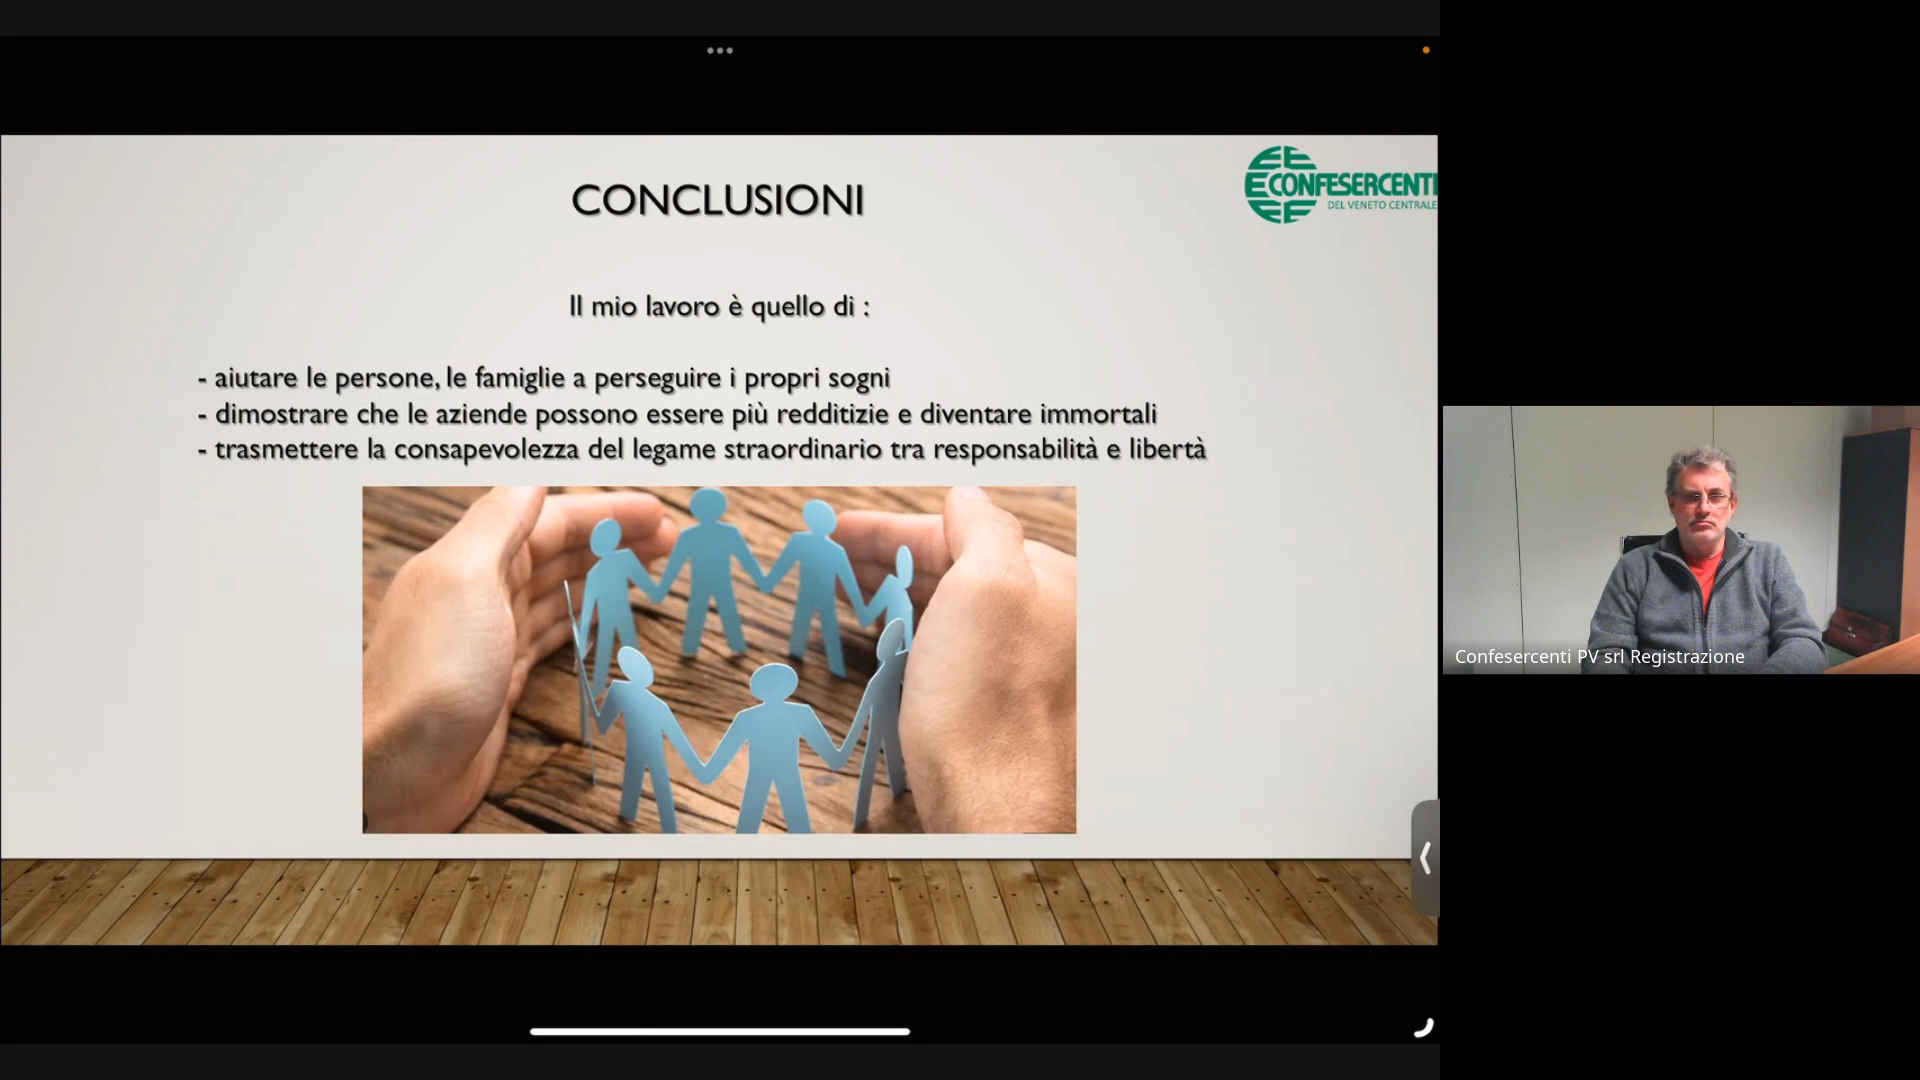 CONCLUSIONI
CONFESERCENTI
DEL VENETO CENTRALE
Il mio lavoro è quello di :
- aiutare le persone, le famiglie a perseguire i propri sogni
- dimostrare che le aziende possono essere più redditizie e diventare immortali
- trasmettere la consapevolezza del legame straordinario tra responsabilità e libertà
Confesercenti PV srl Registrazione